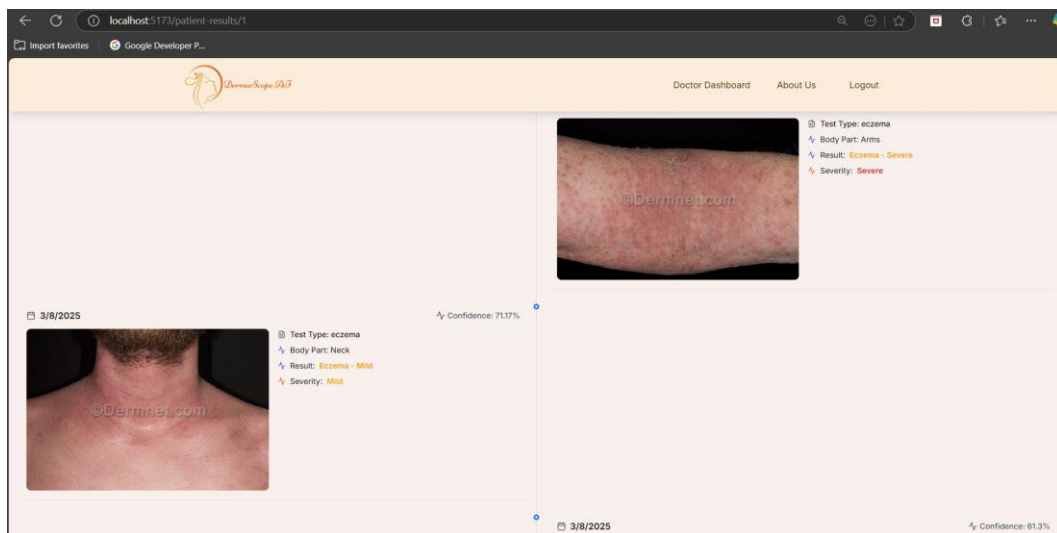 localhost:5173/patient-results/1
Import favorites
Google Developer P...
DermaScope AI
Doctor Dashboard
About Us
Logout
Test Type: eczema
Body Part: Arms
Result: Eczema - Severe
Severity: Severe
©Dermnet.com
3/8/2025
Confidence: 71.17%
Test Type: eczema
Body Part: Neck
Result: Eczema - Mild
Severity: Mild
©Dermnet.com
3/8/2025
Confidence: 61.3%